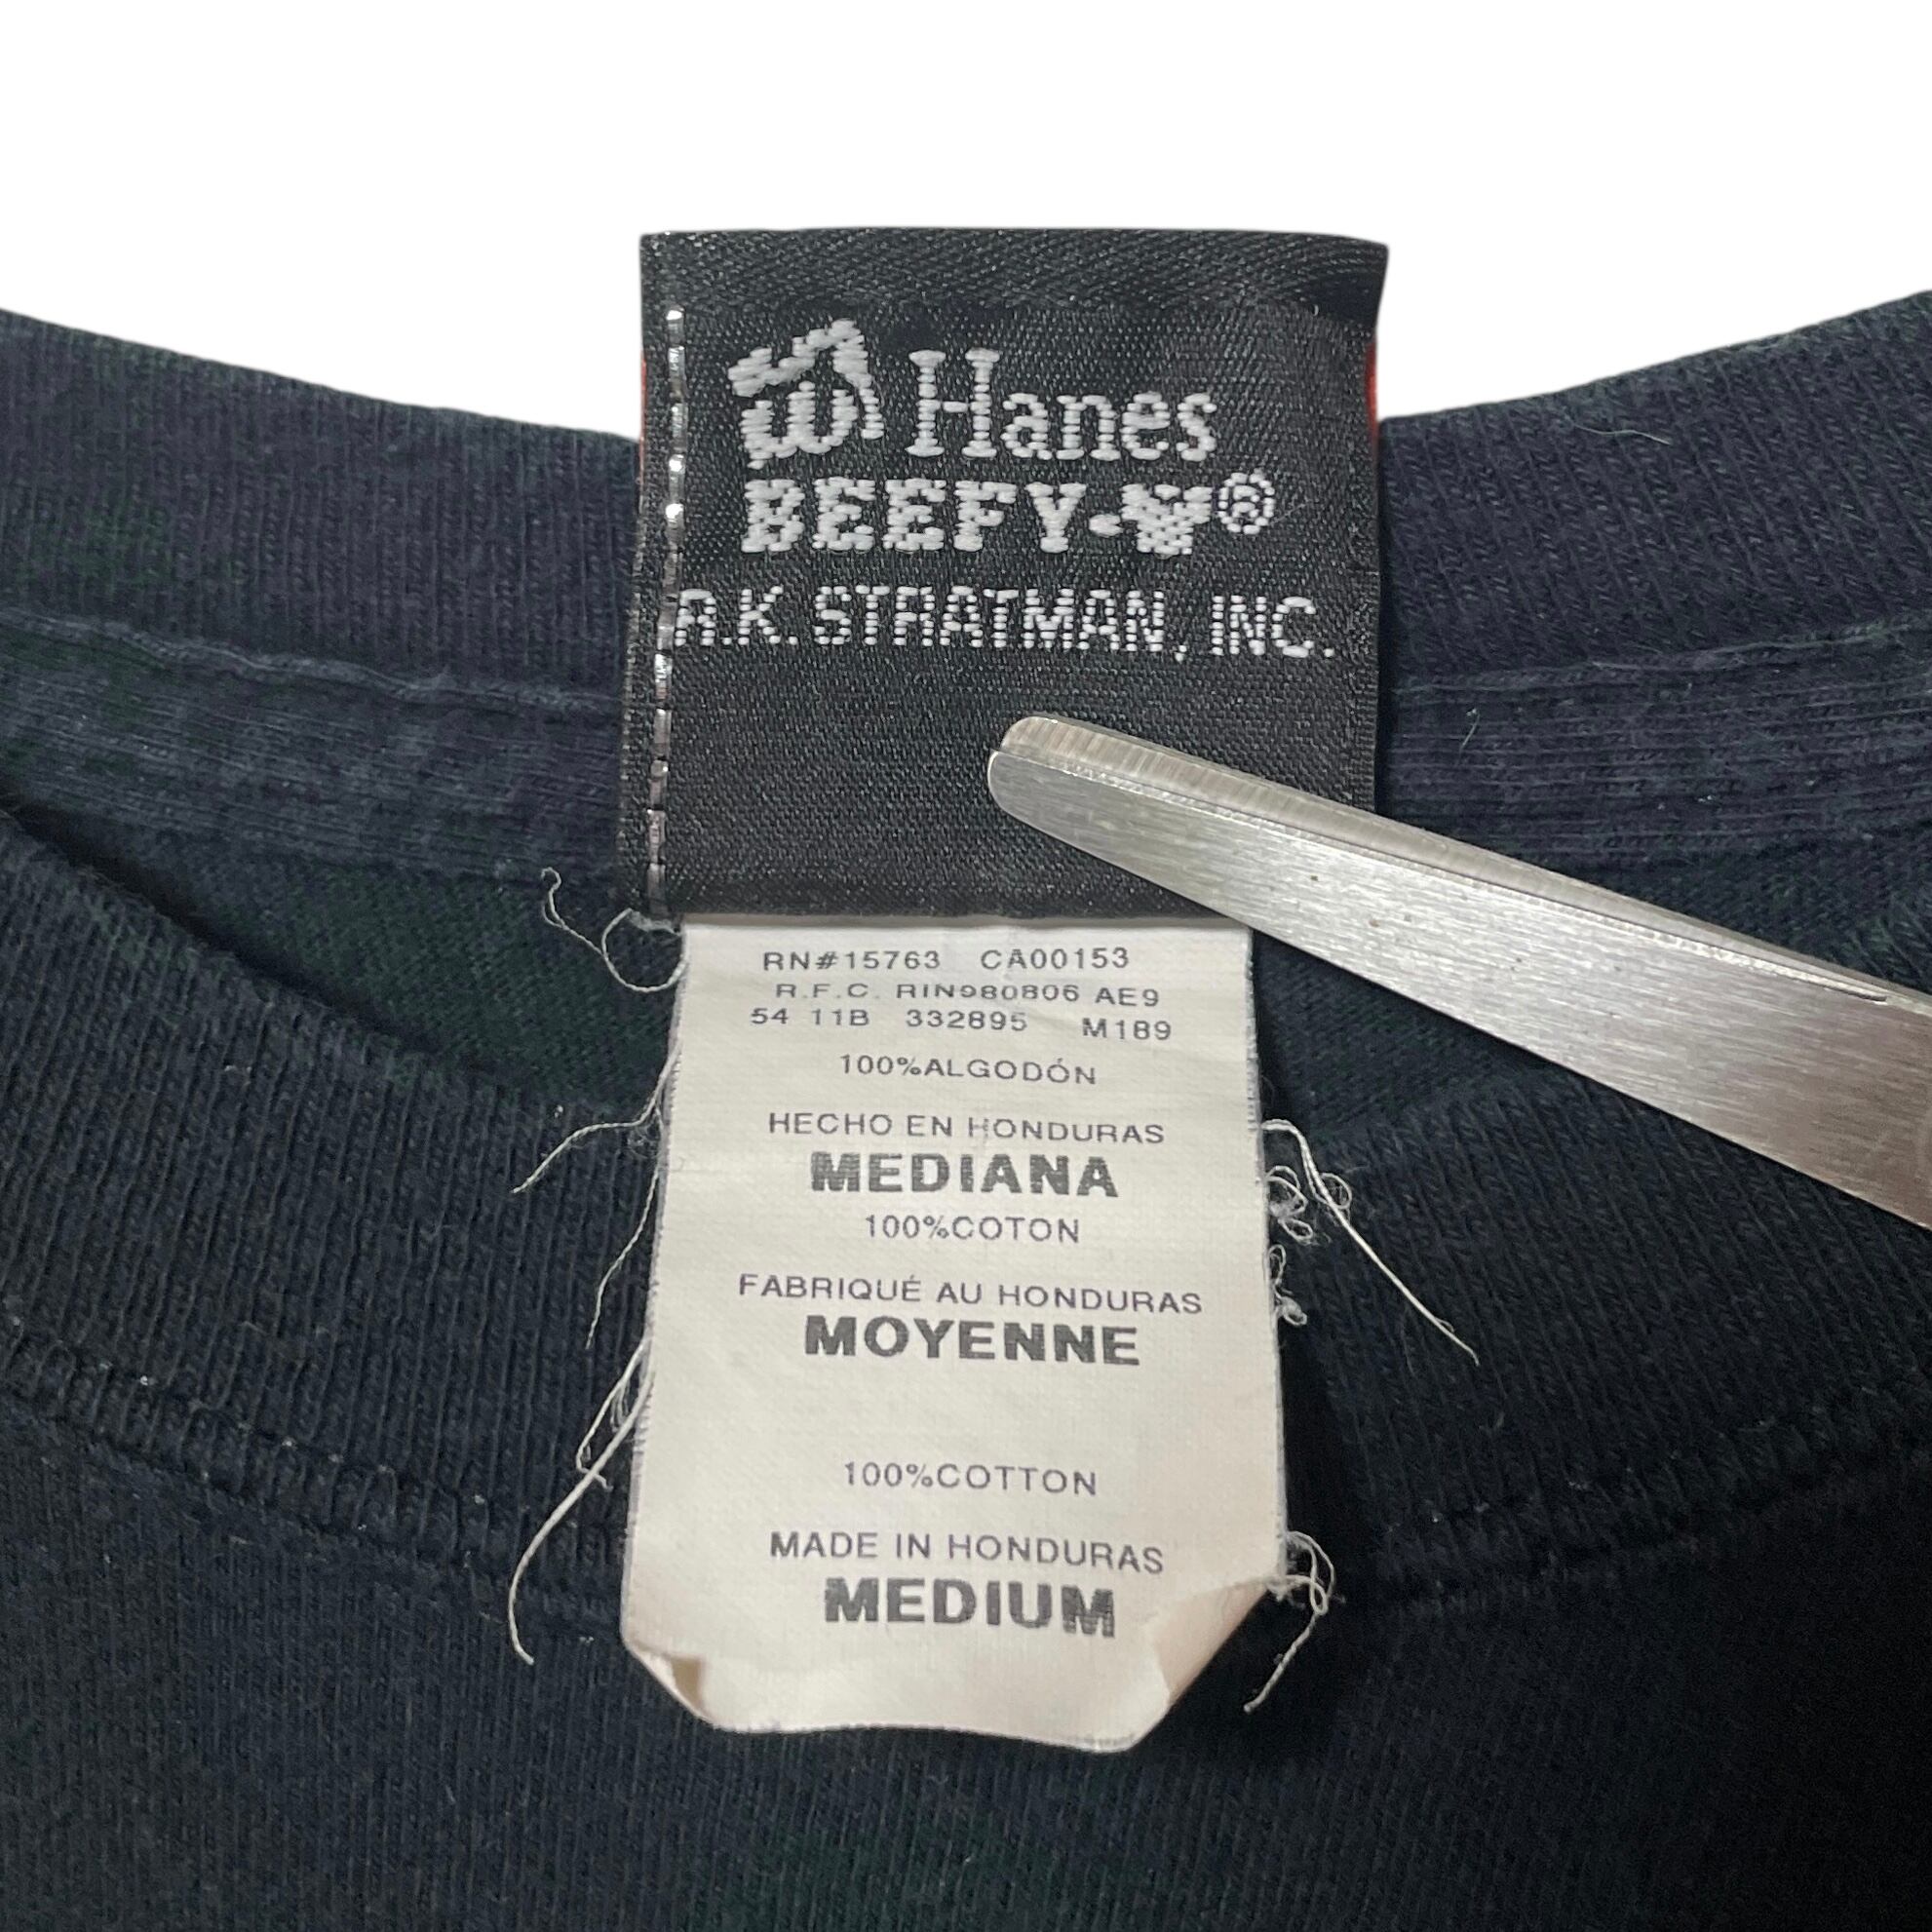 Hanes
BEEFY-T®
R.K. STRATMAN, INC.
RN#15763 CA00153
R.F.C. RIN980806 AE9
54 11B 332895 M189
100%ALGODÓN
HECHO EN HONDURAS
MEDIANA
100%COTON
FABRIQUÉ AU HONDURAS
MOYENNE
100%COTTON
MADE IN HONDURAS
MEDIUM